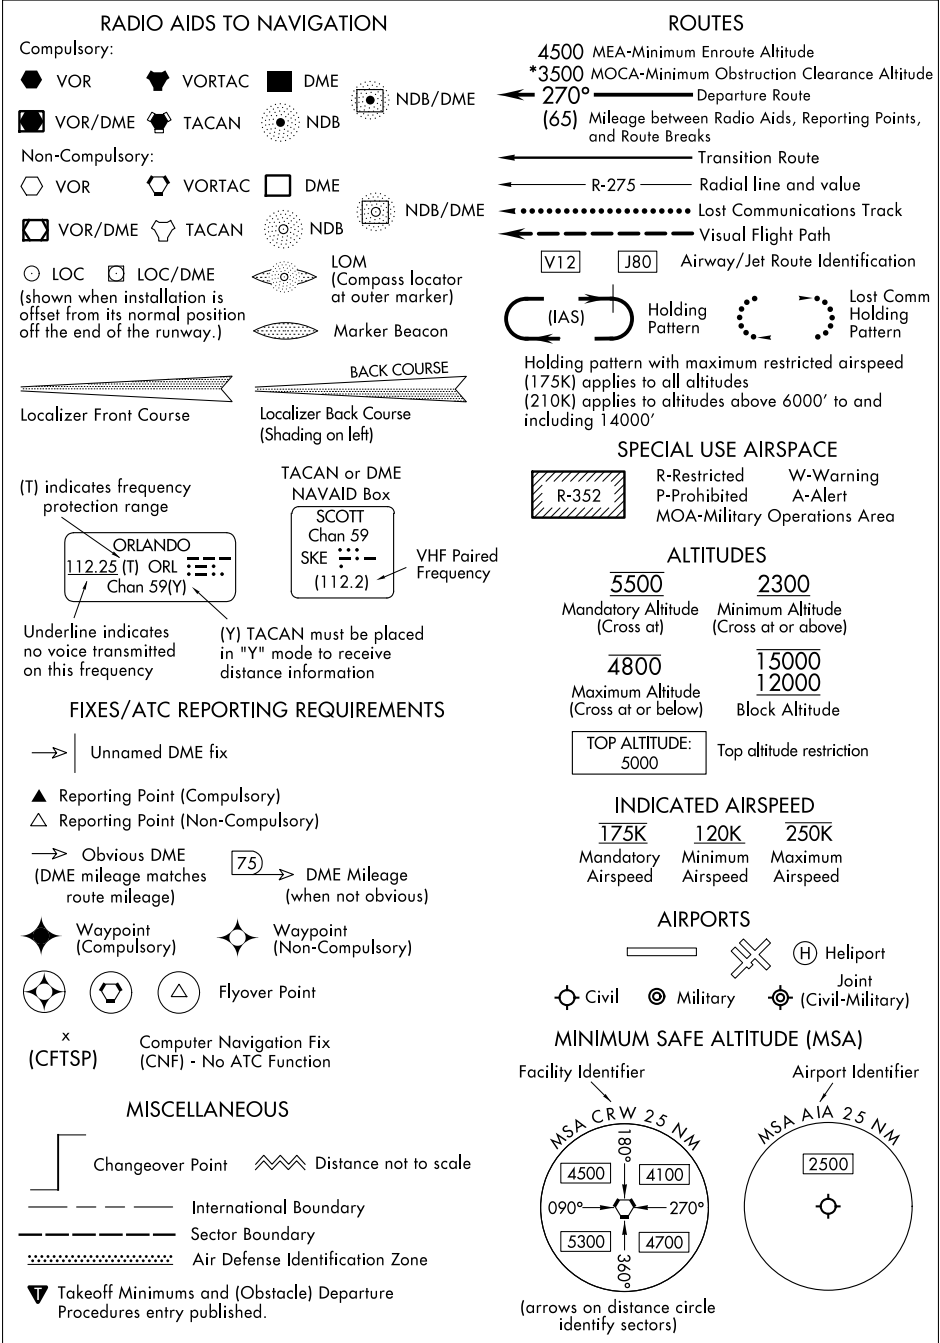 RADIO AIDS TO NAVIGATION
Compulsory:
VOR
VORTAC
DME
NDB/DME
VOR/DME
TACAN
NDB
Non-Compulsory:
VOR
VORTAC
DME
NDB/DME
VOR/DME
TACAN
NDB
LOC
LOC/DME
(shown when installation is
offset from its normal position
off the end of the runway.)
LOM
(Compass locator
at outer marker)
Marker Beacon
Localizer Front Course
BACK COURSE
Localizer Back Course
(Shading on left)
(T) indicates frequency
protection range
ORLANDO
112.25 (T) ORL
Chan 59(Y)
Underline indicates
no voice transmitted
on this frequency
(Y) TACAN must be placed
in "Y" mode to receive
distance information
TACAN or DME
NAVAID Box
SCOTT
Chan 59
SKE
(112.2)
VHF Paired
Frequency
FIXES/ATC REPORTING REQUIREMENTS
Unnamed DME fix
Reporting Point (Compulsory)
Reporting Point (Non-Compulsory)
Obvious DME
(DME mileage matches
route mileage)
75
DME Mileage
(when not obvious)
Waypoint
(Compulsory)
Waypoint
(Non-Compulsory)
Flyover Point
x
(CFTSP)
Computer Navigation Fix
(CNF) - No ATC Function
MISCELLANEOUS
Changeover Point
Distance not to scale
International Boundary
Sector Boundary
Air Defense Identification Zone
T
Takeoff Minimums and (Obstacle) Departure
Procedures entry published.
ROUTES
4500 MEA-Minimum Enroute Altitude
*3500 MOCA-Minimum Obstruction Clearance Altitude
270° Departure Route
(65) Mileage between Radio Aids, Reporting Points,
and Route Breaks
Transition Route
R-275 Radial line and value
Lost Communications Track
Visual Flight Path
V12 J80 Airway/Jet Route Identification
(IAS)
Holding
Pattern
Lost Comm
Holding
Pattern
Holding pattern with maximum restricted airspeed
(175K) applies to all altitudes
(210K) applies to altitudes above 6000' to and
including 14000'
SPECIAL USE AIRSPACE
R-352
R-Restricted W-Warning
P-Prohibited A-Alert
MOA-Military Operations Area
ALTITUDES
5500
Mandatory Altitude
(Cross at)
2300
Minimum Altitude
(Cross at or above)
4800
Maximum Altitude
(Cross at or below)
15000
12000
Block Altitude
TOP ALTITUDE:
5000
Top altitude restriction
INDICATED AIRSPEED
175K
Mandatory
Airspeed
120K
Minimum
Airspeed
250K
Maximum
Airspeed
AIRPORTS
H Heliport
Civil
Military
Joint
(Civil-Military)
MINIMUM SAFE ALTITUDE (MSA)
Facility Identifier
MSA CRW 25 NM
180°
4500
4100
090°
270°
5300
4700
360°
(arrows on distance circle
identify sectors)
Airport Identifier
MSA AIA 25 NM
2500